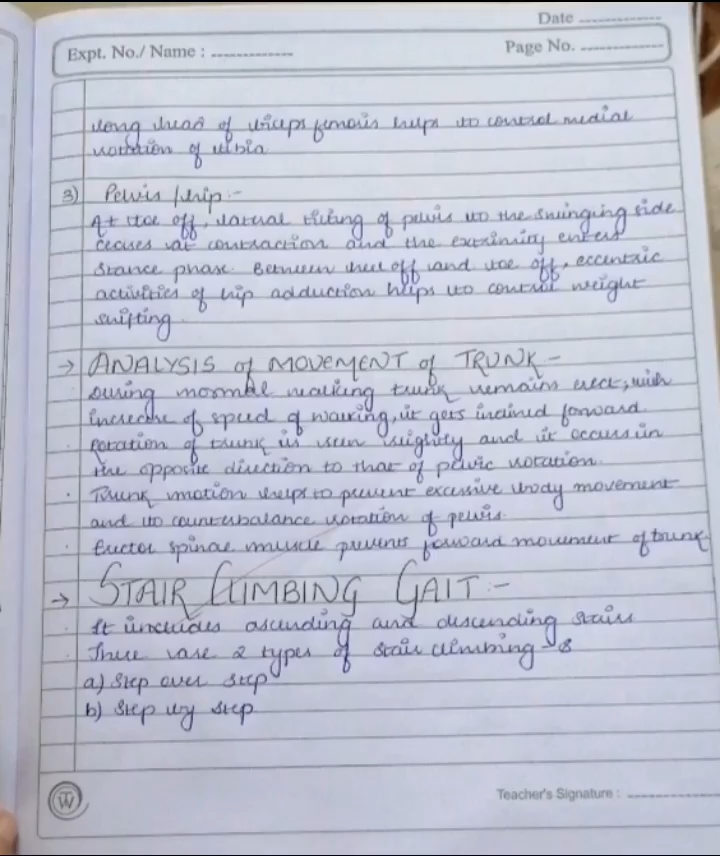 Date
Expt. No./ Name :
Page No.
long head of biceps femoris helps to control medial
rotation of tibia
3) Pelvis / hip :-
At toe off, lateral tilting of pelvis to the swinging side
ceases at contraction and the extremity enters
stance phase. Between heel off and toe off, eccentric
activities of hip adduction helps to control weight
shifting.
→ ANALYSIS of MOVEMENT of TRUNK -
During normal walking trunk remains erect, with
increase of speed of walking, it gets inclined forward.
· Rotation of trunk is seen slightly and it occurs in
the opposite direction to that of pelvic rotation.
· Trunk motion helps to prevent excessive body movement
and to counterbalance rotation of pelvis.
· Erector spinae muscle prevents forward movement of trunk.
→ STAIR CLIMBING GAIT :-
· It includes ascending and descending stairs
· There are 2 types of stair climbing -:
a) Step over step
b) Step by step
Teacher's Signature :